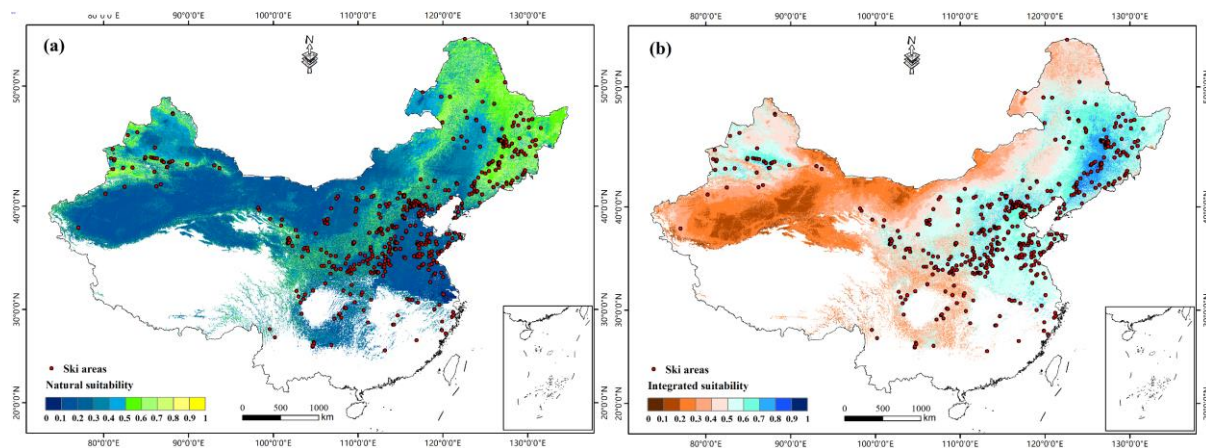 80°0'0"E 90°0'0"E 100°0'0"E 110°0'0"E 120°0'0"E 130°0'0"E
(a)
N
50°0'0"N
40°0'0"N
30°0'0"N
20°0'0"N
Ski areas
Natural suitability
0 0.1 0.2 0.3 0.4 0.5 0.6 0.7 0.8 0.9 1
0 500 1000
km
80°0'0"E 90°0'0"E 100°0'0"E 110°0'0"E 120°0'0"E 130°0'0"E
80°0'0"E 90°0'0"E 100°0'0"E 110°0'0"E 120°0'0"E 130°0'0"E
(b)
N
40°0'0"N
30°0'0"N
20°0'0"N
Ski areas
Integrated suitability
0 0.1 0.2 0.3 0.4 0.5 0.6 0.7 0.8 0.9 1
0 500 1000
km
80°0'0"E 90°0'0"E 100°0'0"E 110°0'0"E 120°0'0"E 130°0'0"E